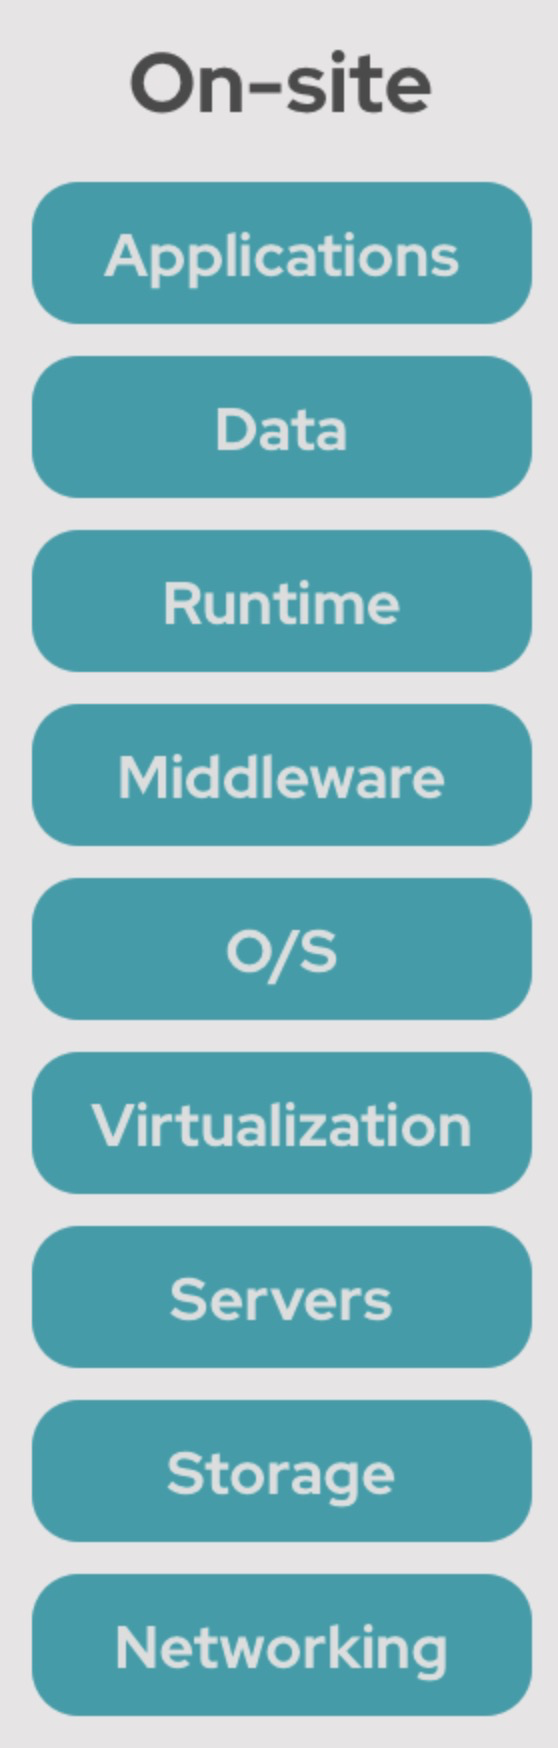 On-site
Applications
Data
Runtime
Middleware
O/S
Virtualization
Servers
Storage
Networking